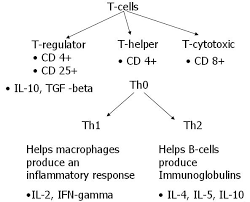 T-cells
T-regulator
• CD 4+
• CD 25+
• IL-10, TGF -beta
T-helper
• CD 4+
T-cytotoxic
• CD 8+
Th0
Th1
Helps macrophages
produce an
inflammatory response
•IL-2, IFN-gamma
Th2
Helps B-cells
produce
Immunoglobulins
• IL-4, IL-5, IL-10